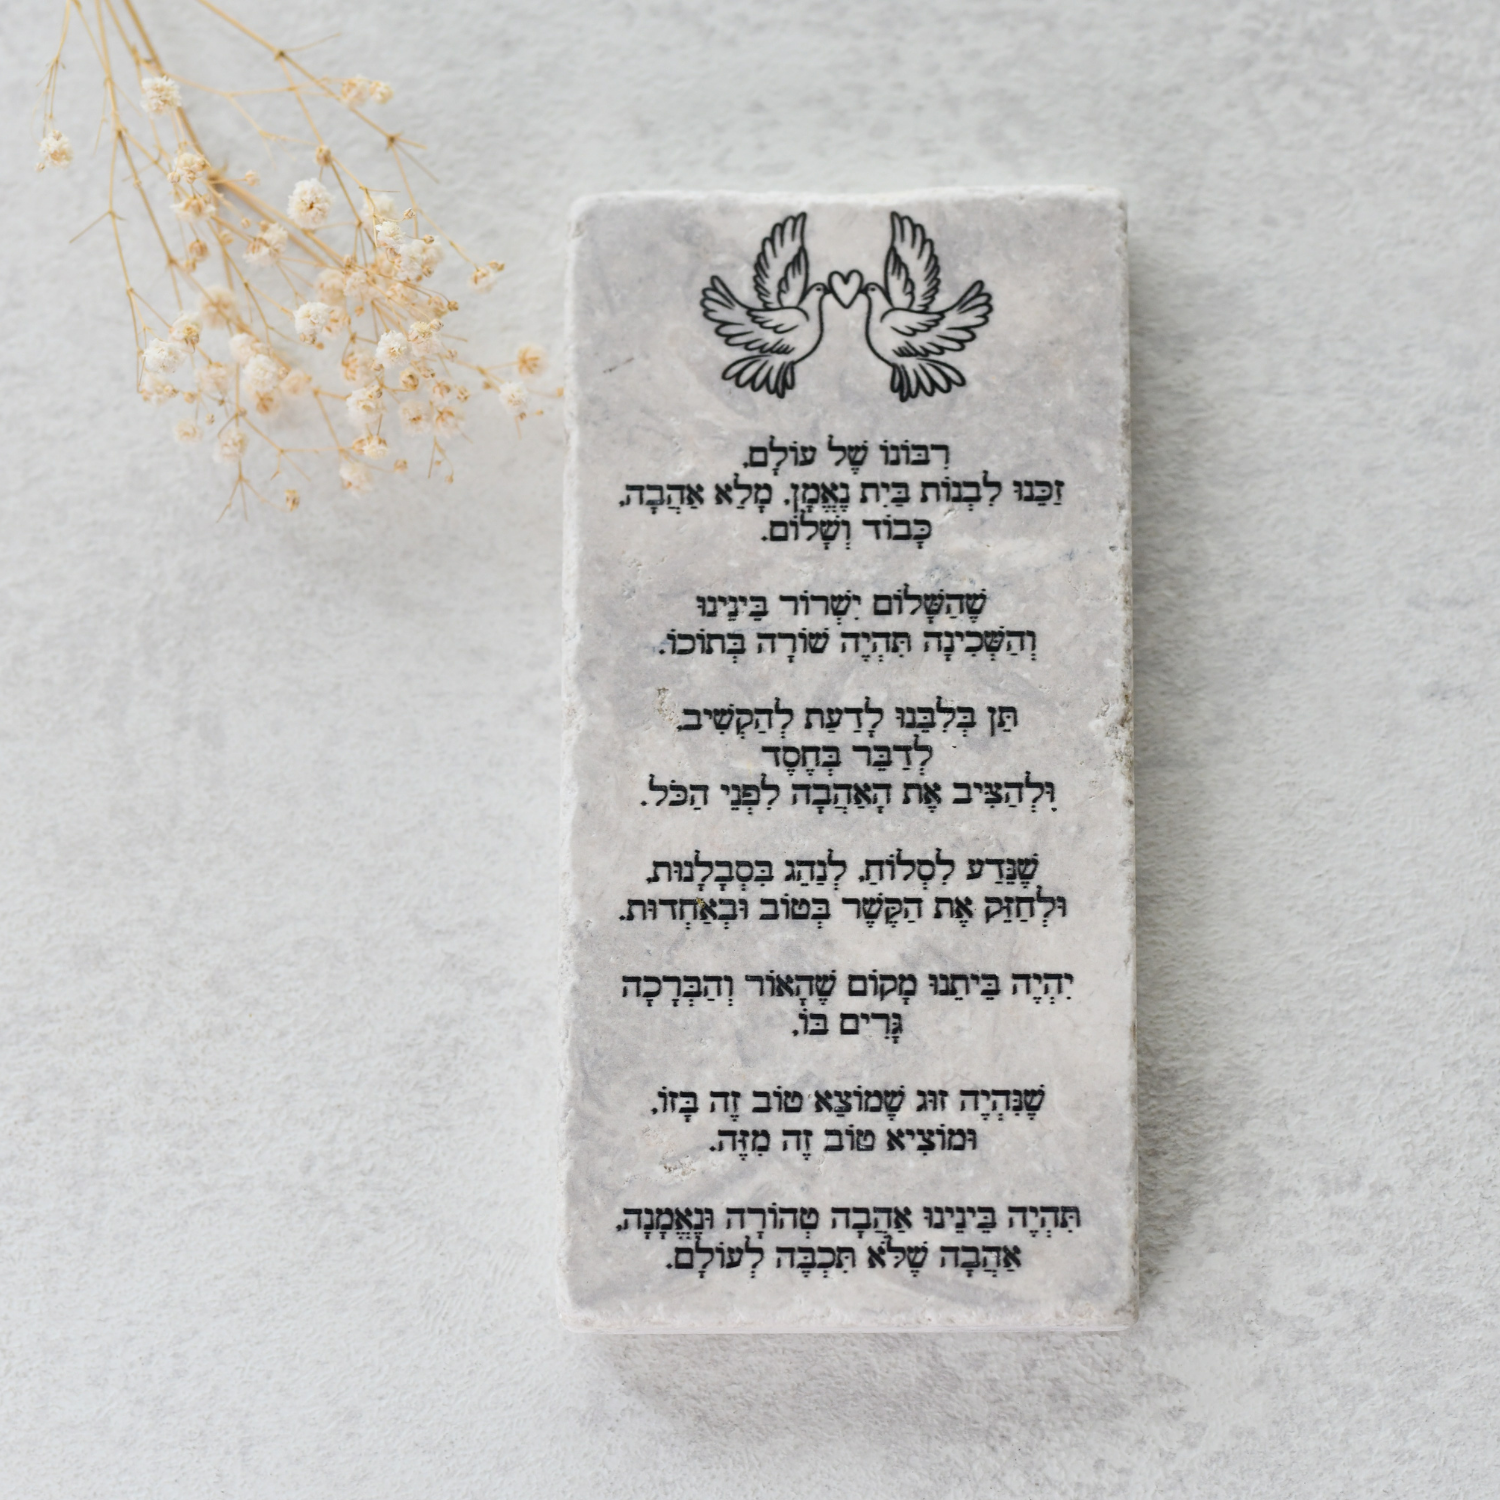 רִבּוֹנוֹ שֶׁל עוֹלָם,
זַכֵּנוּ לִבְנוֹת בַּיִת נֶאֱמָן, מָלֵא אַהֲבָה,
כָּבוֹד וְשָׁלוֹם.
שֶׁהַשָּׁלוֹם יִשְׁרוֹר בֵּינֵינוּ
וְהַשְּׁכִינָה תִּהְיֶה שׁוֹרָה בְּתוֹכוֹ.
תֵּן בְּלִבֵּנוּ לָדַעַת לְהַקְשִׁיב,
לְדַבֵּר בְּחֶסֶד
וּלְהַצִּיב אֶת הָאַהֲבָה לִפְנֵי הַכֹּל.
שֶׁנֵּדַע לִסְלוֹחַ, לְנַהֵג בִּסְבָלָנוּת,
וּלְחַזֵּק אֶת הַקֶּשֶׁר בְּטוֹב וּבְאַחְדוּת.
יִהְיֶה בֵּיתֵנוּ מָקוֹם שֶׁהָאוֹר וְהַבְּרָכָה
גָּרִים בּוֹ,
שֶׁנִּהְיֶה זוּג שֶׁמּוֹצֵא טוֹב זֶה בָּזוֹ,
וּמוֹצִיא טוֹב זֶה מִזֶּה.
תִּהְיֶה בֵּינֵינוּ אַהֲבָה טְהוֹרָה וְנֶאֱמָנָה,
אַהֲבָה שֶׁלֹּא תִּכְבֶּה לְעוֹלָם.